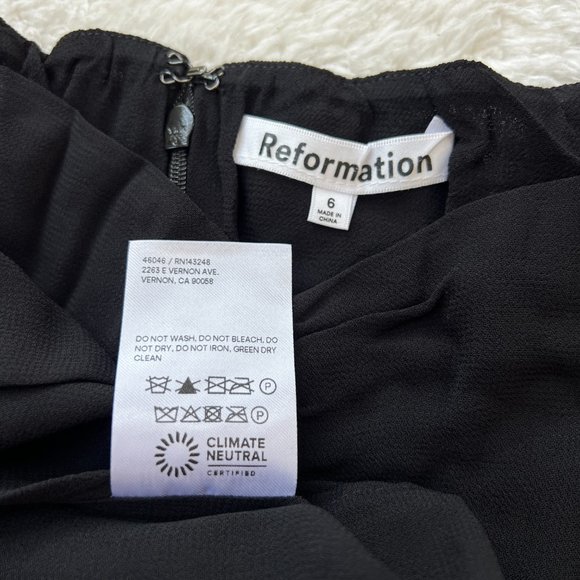 Reformation
6
MADE IN
CHINA
46046 / RN143248
2263 E VERNON AVE.
VERNON, CA 90058
DO NOT WASH, DO NOT BLEACH, DO
NOT DRY, DO NOT IRON, GREEN DRY
CLEAN
P
P
CLIMATE
NEUTRAL
CERTIFIED